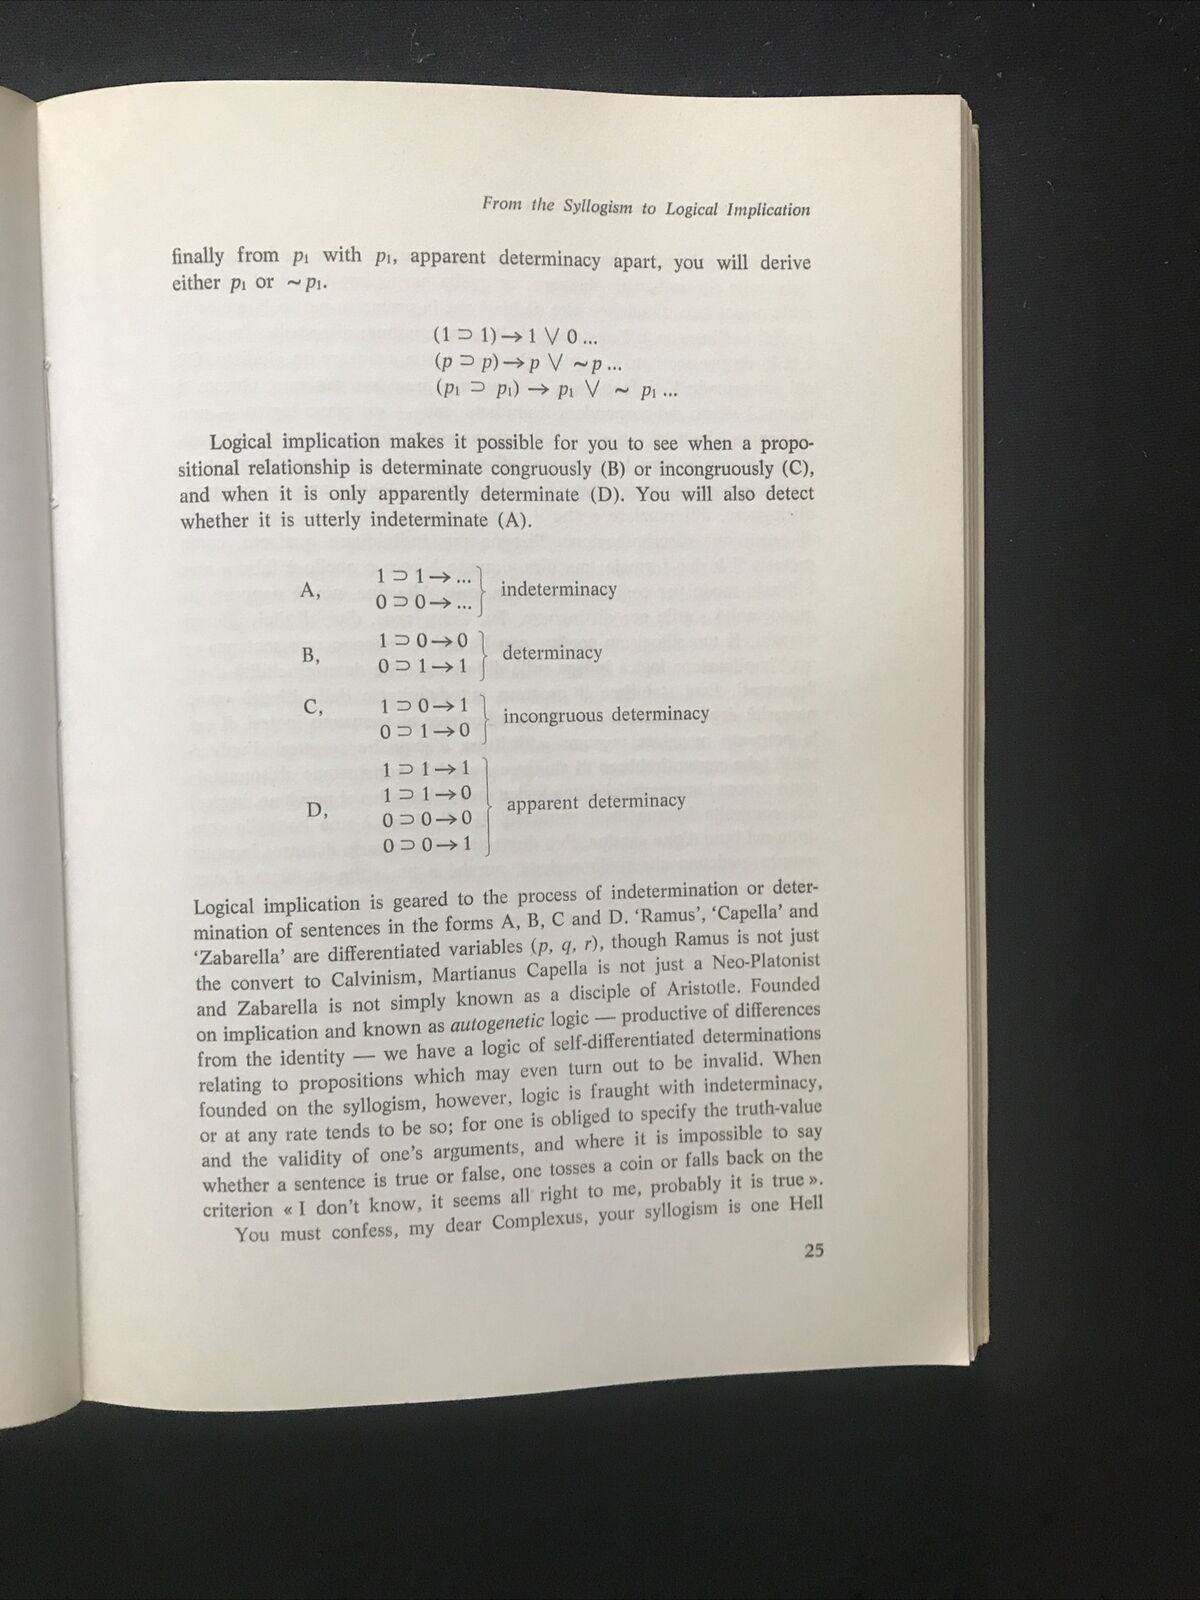 From the Syllogism to Logical Implication
finally from p₁ with p₁, apparent determinacy apart, you will derive
either p₁ or ~p₁.
(1 ⊃ 1)→1 ⋁ 0 ...
(p ⊃ p)→p ⋁ ~p ...
(p₁ ⊃ p₁) → p₁ ⋁ ~ p₁ ...
Logical implication makes it possible for you to see when a propo-
sitional relationship is determinate congruously (B) or incongruously (C),
and when it is only apparently determinate (D). You will also detect
whether it is utterly indeterminate (A).
1 ⊃ 1→ ...
A, indeterminacy
0 ⊃ 0→ ...
1 ⊃ 0→0
B, determinacy
0 ⊃ 1→1
C, 1 ⊃ 0→1
incongruous determinacy
0 ⊃ 1→0
1 ⊃ 1→1
1 ⊃ 1→0
D, apparent determinacy
0 ⊃ 0→0
0 ⊃ 0→1
Logical implication is geared to the process of indetermination or deter-
mination of sentences in the forms A, B, C and D. ‘Ramus’, ‘Capella’ and
‘Zabarella’ are differentiated variables (p, q, r), though Ramus is not just
the convert to Calvinism, Martianus Capella is not just a Neo-Platonist
and Zabarella is not simply known as a disciple of Aristotle. Founded
on implication and known as autogenetic logic — productive of differences
from the identity — we have a logic of self-differentiated determinations
relating to propositions which may even turn out to be invalid. When
founded on the syllogism, however, logic is fraught with indeterminacy,
or at any rate tends to be so; for one is obliged to specify the truth-value
and the validity of one’s arguments, and where it is impossible to say
whether a sentence is true or false, one tosses a coin or falls back on the
criterion « I don’t know, it seems all right to me, probably it is true ».
You must confess, my dear Complexus, your syllogism is one Hell
25